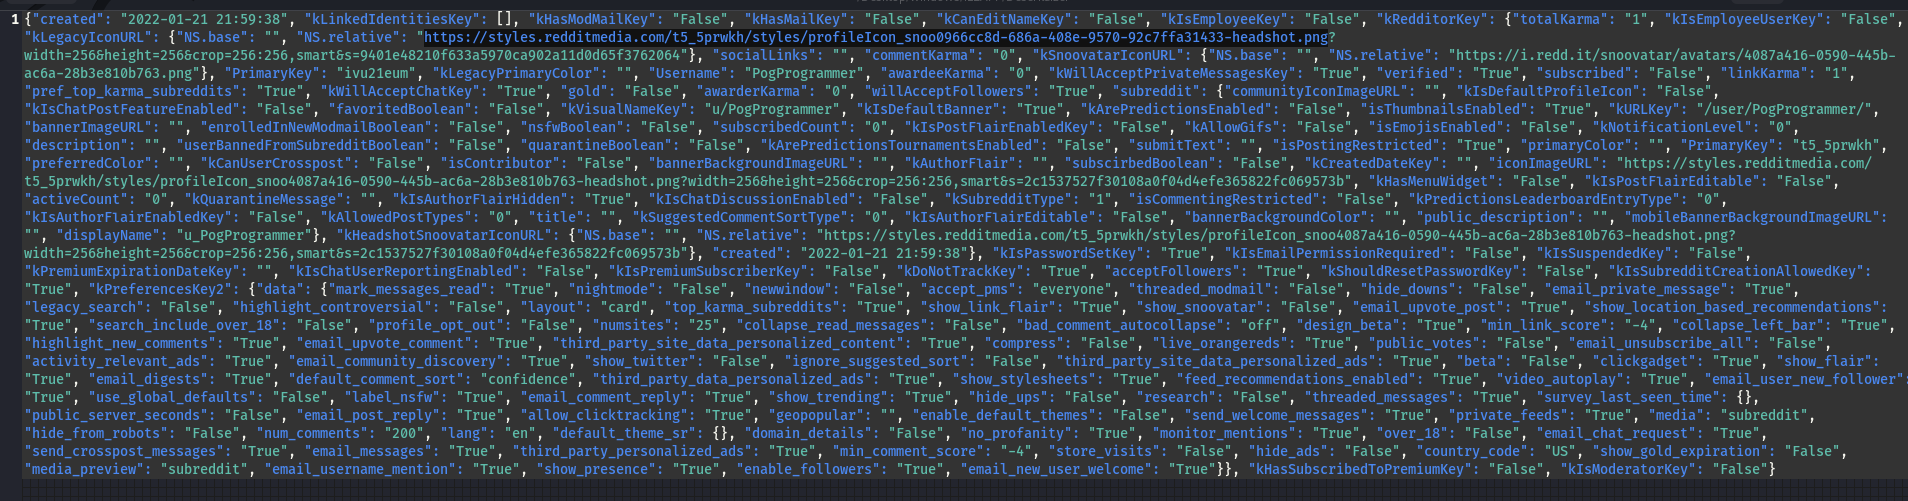 1 {"created": "2022-01-21 21:59:38", "kLinkedIdentitiesKey": [], "kHasModMailKey": "False", "kHasMailKey": "False", "kCanEditNameKey": "False", "kIsEmployeeKey": "False", "kRedditorKey": {"totalKarma": "1", "kIsEmployeeUserKey": "False",
"kLegacyIconURL": {"NS.base": "", "NS.relative": "https://styles.redditmedia.com/t5_5prwkh/styles/profileIcon_snoo0966cc8d-686a-408e-9570-92c7ffa31433-headshot.png?
width=256&height=256&crop=256:256,smart&s=9401e48210f633a5970ca902a11d0d65f3762064"}, "socialLinks": "", "commentKarma": "0", "kSnoovatarIconURL": {"NS.base": "", "NS.relative": "https://i.redd.it/snoovatar/avatars/4087a416-0590-445b-
ac6a-28b3e810b763.png"}, "PrimaryKey": "ivu21eum", "kLegacyPrimaryColor": "", "Username": "PogProgrammer", "awardeeKarma": "0", "kWillAcceptPrivateMessagesKey": "True", "verified": "True", "subscribed": "False", "linkKarma": "1",
"pref_top_karma_subreddits": "True", "kWillAcceptChatKey": "True", "gold": "False", "awarderKarma": "0", "willAcceptFollowers": "True", "subreddit": {"communityIconImageURL": "", "kIsDefaultProfileIcon": "False",
"kIsChatPostFeatureEnabled": "False", "favoritedBoolean": "False", "kVisualNameKey": "u/PogProgrammer", "kIsDefaultBanner": "True", "kArePredictionsEnabled": "False", "isThumbnailsEnabled": "True", "kURLKey": "/user/PogProgrammer/",
"bannerImageURL": "", "enrolledInNewModmailBoolean": "False", "nsfwBoolean": "False", "subscribedCount": "0", "kIsPostFlairEnabledKey": "False", "kAllowGifs": "False", "isEmojisEnabled": "False", "kNotificationLevel": "0",
"description": "", "userBannedFromSubredditBoolean": "False", "quarantineBoolean": "False", "kArePredictionsTournamentsEnabled": "False", "submitText": "", "isPostingRestricted": "True", "primaryColor": "", "PrimaryKey": "t5_5prwkh",
"preferredColor": "", "kCanUserCrosspost": "False", "isContributor": "False", "bannerBackgroundImageURL": "", "kAuthorFlair": "", "subscirbedBoolean": "False", "kCreatedDateKey": "", "iconImageURL": "https://styles.redditmedia.com/
t5_5prwkh/styles/profileIcon_snoo4087a416-0590-445b-ac6a-28b3e810b763-headshot.png?width=256&height=256&crop=256:256,smart&s=2c1537527f30108a0f04d4efe365822fc069573b", "kHasMenuWidget": "False", "kIsPostFlairEditable": "False",
"activeCount": "0", "kQuarantineMessage": "", "kIsAuthorFlairHidden": "True", "kIsChatDiscussionEnabled": "False", "kSubredditType": "1", "isCommentingRestricted": "False", "kPredictionsLeaderboardEntryType": "0",
"kIsAuthorFlairEnabledKey": "False", "kAllowedPostTypes": "0", "title": "", "kSuggestedCommentSortType": "0", "kIsAuthorFlairEditable": "False", "bannerBackgroundColor": "", "public_description": "", "mobileBannerBackgroundImageURL":
"", "displayName": "u_PogProgrammer"}, "kHeadshotSnoovatarIconURL": {"NS.base": "", "NS.relative": "https://styles.redditmedia.com/t5_5prwkh/styles/profileIcon_snoo4087a416-0590-445b-ac6a-28b3e810b763-headshot.png?
width=256&height=256&crop=256:256,smart&s=2c1537527f30108a0f04d4efe365822fc069573b"}, "created": "2022-01-21 21:59:38"}, "kIsPasswordSetKey": "True", "kIsEmailPermissionRequired": "False", "kIsSuspendedKey": "False",
"kPremiumExpirationDateKey": "", "kIsChatUserReportingEnabled": "False", "kIsPremiumSubscriberKey": "False", "kDoNotTrackKey": "True", "acceptFollowers": "True", "kShouldResetPasswordKey": "False", "kIsSubredditCreationAllowedKey":
"True", "kPreferencesKey2": {"data": {"mark_messages_read": "True", "nightmode": "False", "newwindow": "False", "accept_pms": "everyone", "threaded_modmail": "False", "hide_downs": "False", "email_private_message": "True",
"legacy_search": "False", "highlight_controversial": "False", "layout": "card", "top_karma_subreddits": "True", "show_link_flair": "True", "show_snoovatar": "False", "email_upvote_post": "True", "show_location_based_recommendations":
"True", "search_include_over_18": "False", "profile_opt_out": "False", "numsites": "25", "collapse_read_messages": "False", "bad_comment_autocollapse": "off", "design_beta": "True", "min_link_score": "-4", "collapse_left_bar": "True",
"highlight_new_comments": "True", "email_upvote_comment": "True", "third_party_site_data_personalized_content": "True", "compress": "False", "live_orangereds": "True", "public_votes": "False", "email_unsubscribe_all": "False",
"activity_relevant_ads": "True", "email_community_discovery": "True", "show_twitter": "False", "ignore_suggested_sort": "False", "third_party_site_data_personalized_ads": "True", "beta": "False", "clickgadget": "True", "show_flair":
"True", "email_digests": "True", "default_comment_sort": "confidence", "third_party_data_personalized_ads": "True", "show_stylesheets": "True", "feed_recommendations_enabled": "True", "video_autoplay": "True", "email_user_new_follower":
"True", "use_global_defaults": "False", "label_nsfw": "True", "email_comment_reply": "True", "show_trending": "True", "hide_ups": "False", "research": "False", "threaded_messages": "True", "survey_last_seen_time": {},
"public_server_seconds": "False", "email_post_reply": "True", "allow_clicktracking": "True", "geopopular": "", "enable_default_themes": "False", "send_welcome_messages": "True", "private_feeds": "True", "media": "subreddit",
"hide_from_robots": "False", "num_comments": "200", "lang": "en", "default_theme_sr": {}, "domain_details": "False", "no_profanity": "True", "monitor_mentions": "True", "over_18": "False", "email_chat_request": "True",
"send_crosspost_messages": "True", "email_messages": "True", "third_party_personalized_ads": "True", "min_comment_score": "-4", "store_visits": "False", "hide_ads": "False", "country_code": "US", "show_gold_expiration": "False",
"media_preview": "subreddit", "email_username_mention": "True", "show_presence": "True", "enable_followers": "True", "email_new_user_welcome": "True"}}, "kHasSubscribedToPremiumKey": "False", "kIsModeratorKey": "False"}